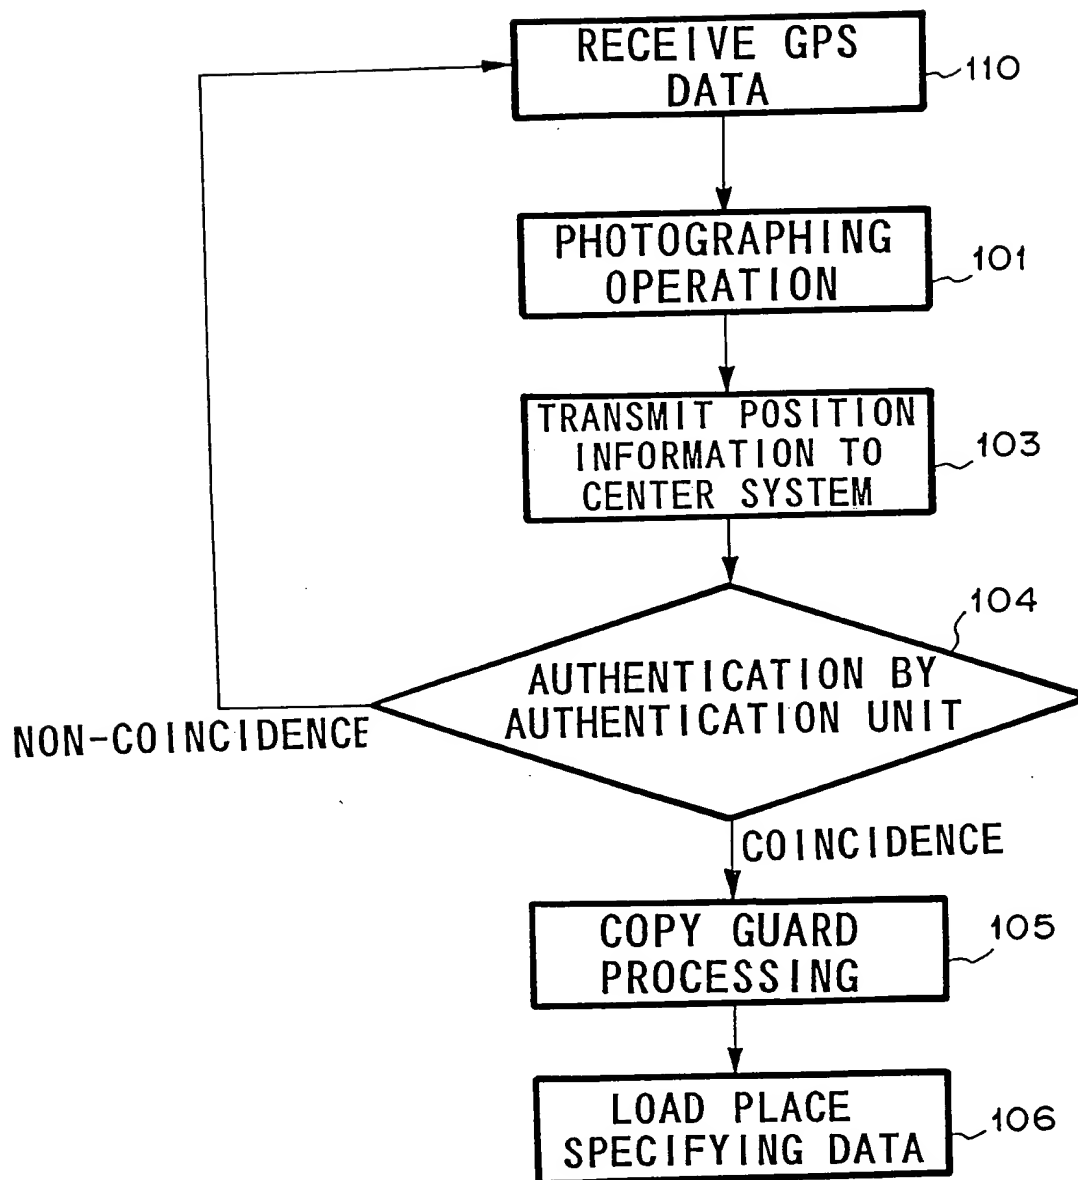 RECEIVE GPS
DATA
110
PHOTOGRAPHING
OPERATION
101
TRANSMIT POSITION
INFORMATION TO
CENTER SYSTEM
103
104
AUTHENTICATION BY
AUTHENTICATION UNIT
NON-COINCIDENCE
COINCIDENCE
COPY GUARD
PROCESSING
105
LOAD PLACE
SPECIFYING DATA
106